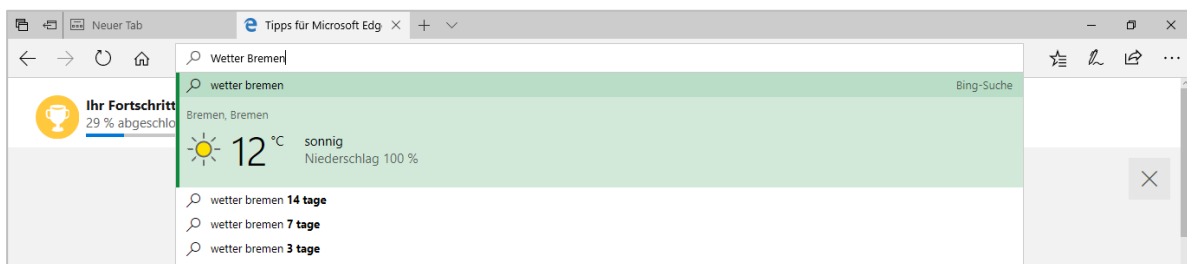 Neuer Tab
Tipps für Microsoft Edg
Wetter Bremen
wetter bremen Bing-Suche
Ihr Fortschritt
29 % abgeschlo
Bremen, Bremen
12 °C sonnig
Niederschlag 100 %
wetter bremen 14 tage
wetter bremen 7 tage
wetter bremen 3 tage